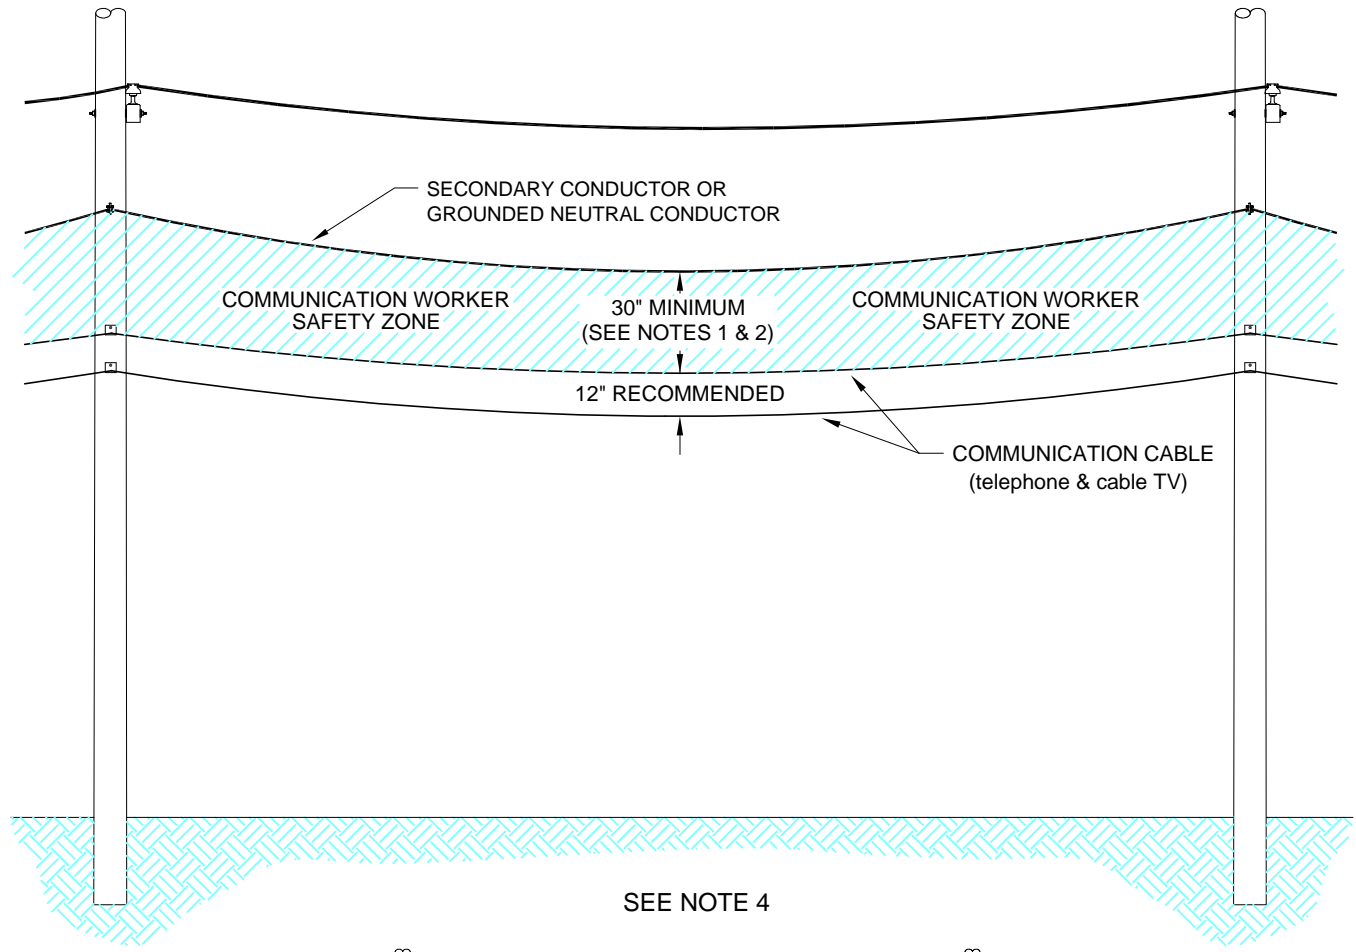 SECONDARY CONDUCTOR OR
GROUNDED NEUTRAL CONDUCTOR
COMMUNICATION WORKER
SAFETY ZONE
30" MINIMUM
(SEE NOTES 1 & 2)
COMMUNICATION WORKER
SAFETY ZONE
12" RECOMMENDED
COMMUNICATION CABLE
(telephone & cable TV)
SEE NOTE 4